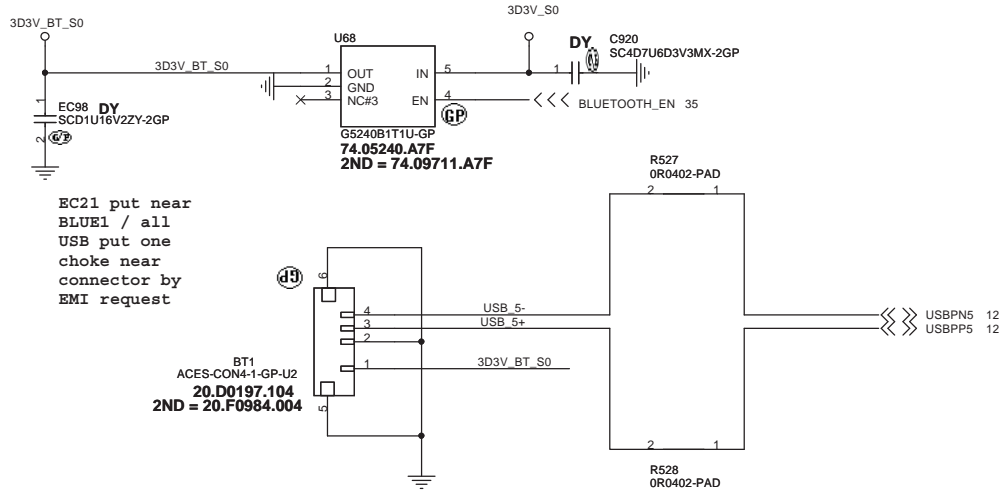 3D3V_BT_S0
3D3V_BT_S0
1
EC98 DY
SCD1U16V2ZY-2GP
2
G/P
U68
1 OUT
2 GND
3 NC#3
IN 5
EN 4
GP
G5240B1T1U-GP
74.05240.A7F
2ND = 74.09711.A7F
3D3V_S0
DY
1
C920
SC4D7U6D3V3MX-2GP
BLUETOOTH_EN 35
EC21 put near
BLUE1 / all
USB put one
choke near
connector by
EMI request
GP
6
4
3
2
1
5
BT1
ACES-CON4-1-GP-U2
20.D0197.104
2ND = 20.F0984.004
USB_5-
USB_5+
3D3V_BT_S0
R527
0R0402-PAD
2 1
USBPN5 12
USBPP5 12
2 1
R528
0R0402-PAD